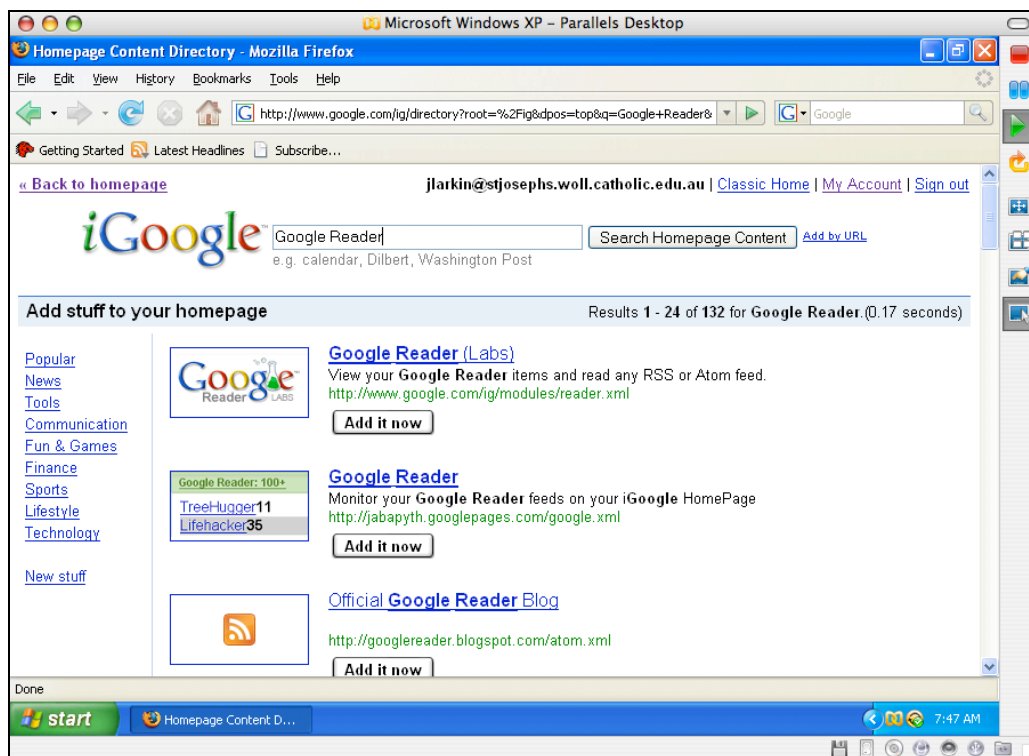 Microsoft Windows XP – Parallels Desktop
Homepage Content Directory - Mozilla Firefox
File Edit View History Bookmarks Tools Help
G http://www.google.com/ig/directory?root=%2Fig&dpos=top&q=Google+Reader& G Google
Getting Started Latest Headlines Subscribe...
« Back to homepage jlarkin@stjosephs.woll.catholic.edu.au | Classic Home | My Account | Sign out
iGoogle™ Google Reader Search Homepage Content Add by URL
e.g. calendar, Dilbert, Washington Post
Add stuff to your homepage Results 1 - 24 of 132 for Google Reader.(0.17 seconds)
Popular
News
Tools
Communication
Fun & Games
Finance
Sports
Lifestyle
Technology
New stuff
Google™
Reader LABS
Google Reader (Labs)
View your Google Reader items and read any RSS or Atom feed.
http://www.google.com/ig/modules/reader.xml
Add it now
Google Reader: 100+
TreeHugger11
Lifehacker35
Google Reader
Monitor your Google Reader feeds on your iGoogle HomePage
http://jabapyth.googlepages.com/google.xml
Add it now
Official Google Reader Blog
http://googlereader.blogspot.com/atom.xml
Add it now
Done
start Homepage Content D... 7:47 AM